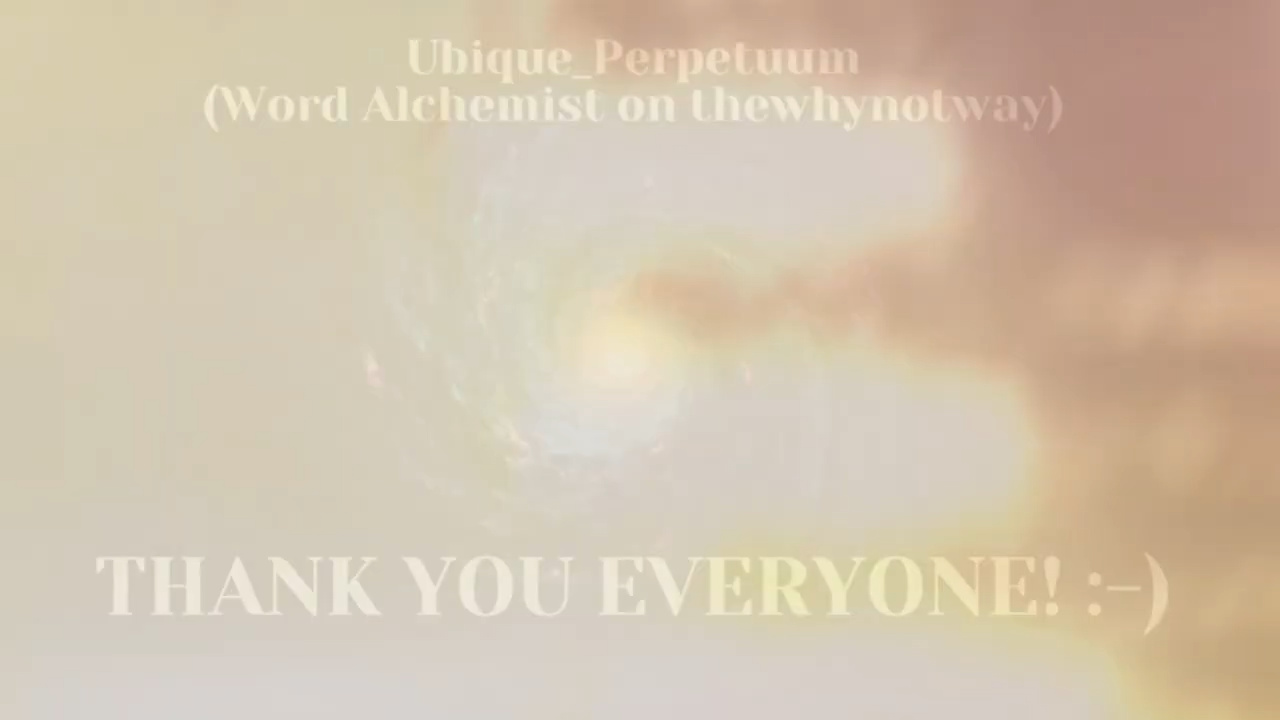 Ubique_Perpetuum
(Word Alchemist on thewhynotway)
THANK YOU EVERYONE! :-)